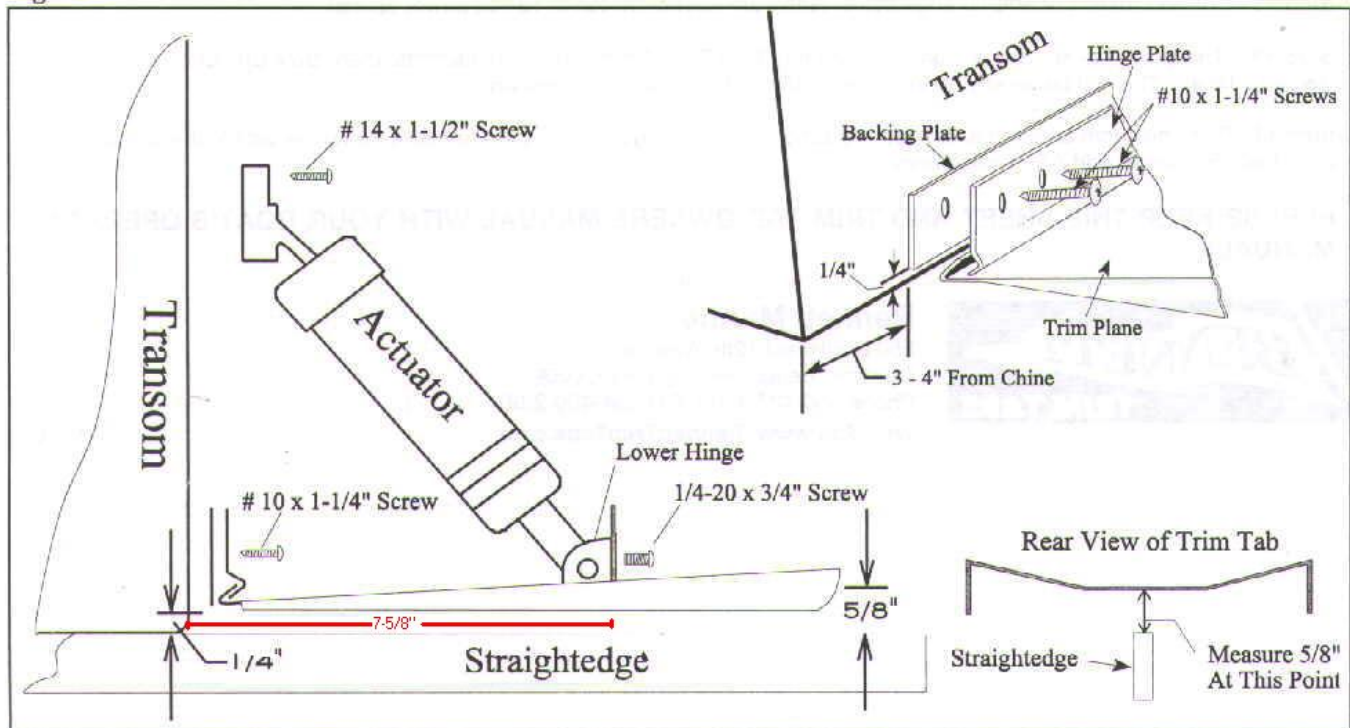 Transom
Hinge Plate
#10 x 1-1/4" Screws
Backing Plate
# 14 x 1-1/2" Screw
1/4"
Trim Plane
3 - 4" From Chine
Transom
Actuator
Lower Hinge
# 10 x 1-1/4" Screw
1/4-20 x 3/4" Screw
Rear View of Trim Tab
5/8"
7-5/8"
1/4"
Straightedge
Straightedge
Measure 5/8"
At This Point